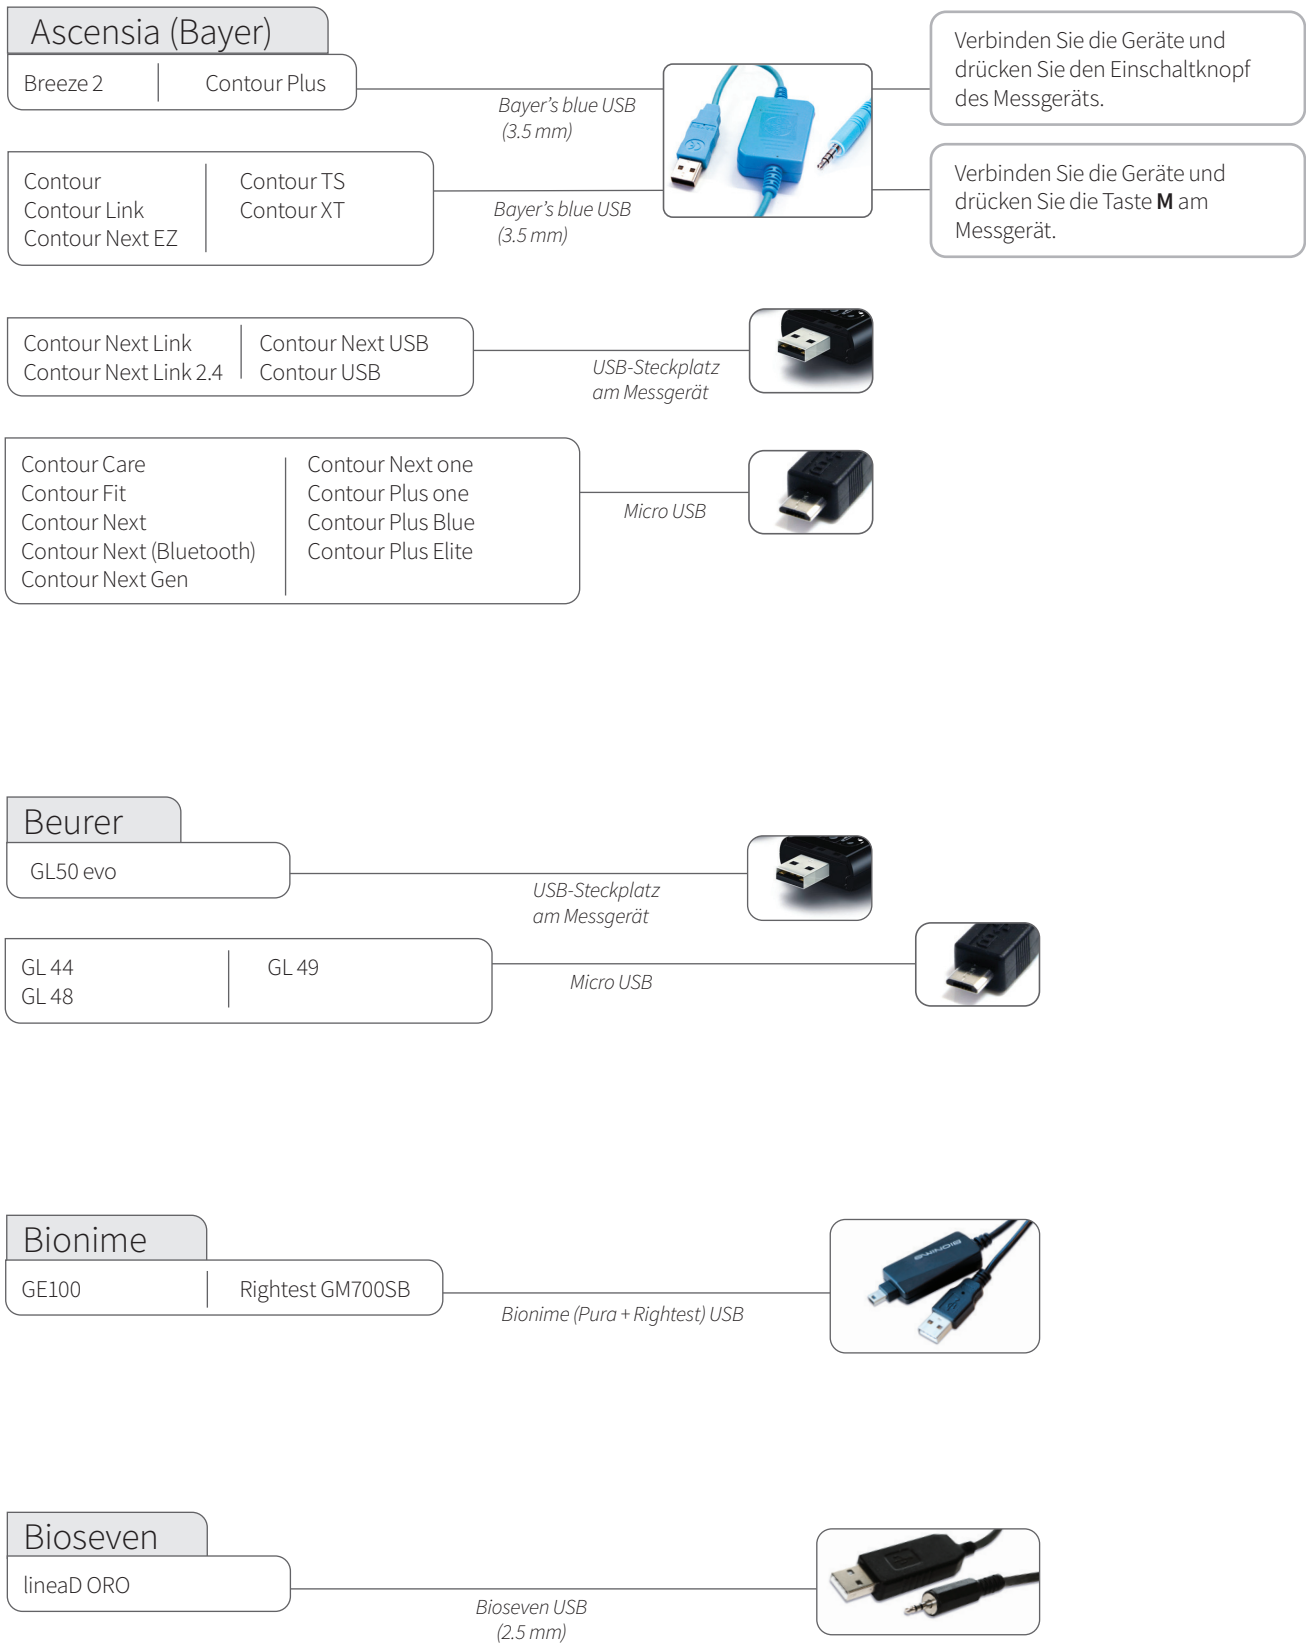 Ascensia (Bayer)
Breeze 2
Contour Plus
Bayer's blue USB
(3.5 mm)
Verbinden Sie die Geräte und
drücken Sie den Einschaltknopf
des Messgeräts.
Contour
Contour Link
Contour Next EZ
Contour TS
Contour XT
Bayer's blue USB
(3.5 mm)
Verbinden Sie die Geräte und
drücken Sie die Taste M am
Messgerät.
Contour Next Link
Contour Next Link 2.4
Contour Next USB
Contour USB
USB-Steckplatz
am Messgerät
Contour Care
Contour Fit
Contour Next
Contour Next (Bluetooth)
Contour Next Gen
Contour Next one
Contour Plus one
Contour Plus Blue
Contour Plus Elite
Micro USB
Beurer
GL50 evo
USB-Steckplatz
am Messgerät
GL 44
GL 48
GL 49
Micro USB
Bionime
GE100
Rightest GM700SB
Bionime (Pura + Rightest) USB
BIONIME
Bioseven
lineaD ORO
Bioseven USB
(2.5 mm)